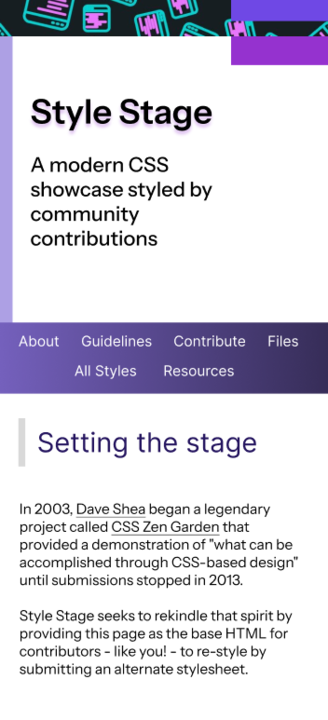 Style Stage
A modern CSS
showcase styled by
community
contributions
About Guidelines Contribute Files
All Styles Resources
Setting the stage
In 2003, Dave Shea began a legendary
project called CSS Zen Garden that
provided a demonstration of "what can be
accomplished through CSS-based design"
until submissions stopped in 2013.
Style Stage seeks to rekindle that spirit by
providing this page as the base HTML for
contributors - like you! - to re-style by
submitting an alternate stylesheet.